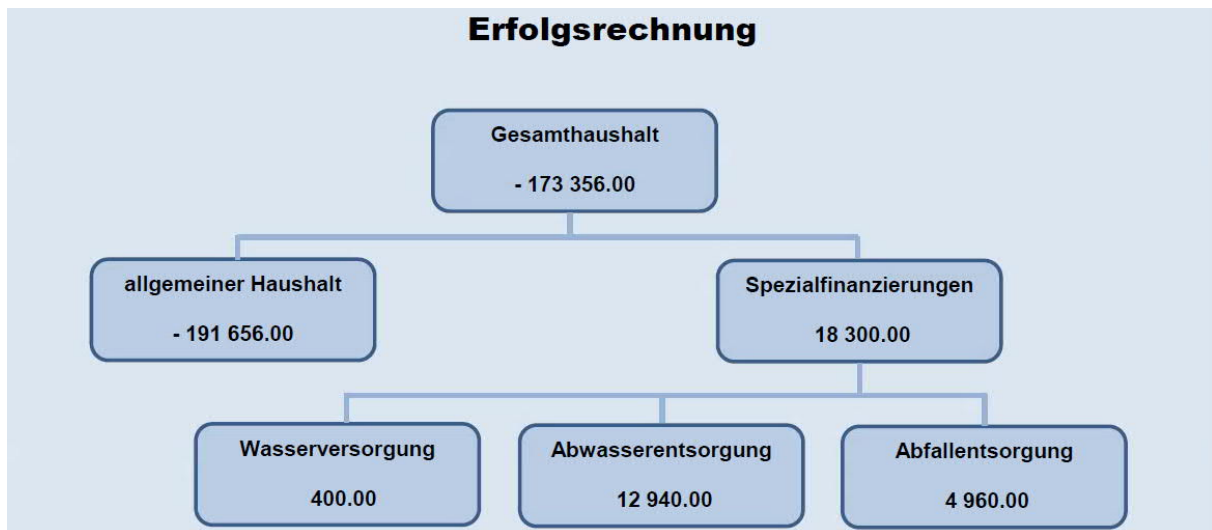 Erfolgsrechnung
Gesamthaushalt
- 173 356.00
allgemeiner Haushalt
- 191 656.00
Spezialfinanzierungen
18 300.00
Wasserversorgung
400.00
Abwasserentsorgung
12 940.00
Abfallentsorgung
4 960.00